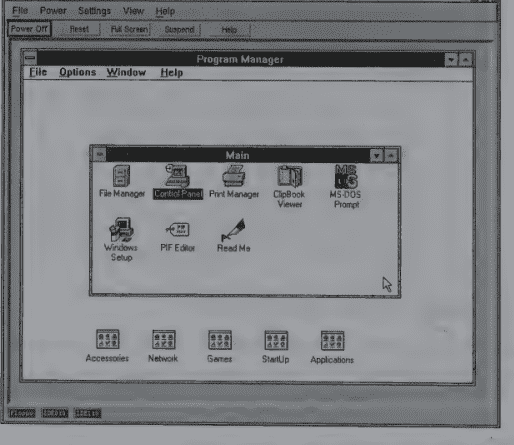 File Power Settings View Help
Power Off Reset Full Screen Suspend Help
Program Manager
File Options Window Help
Main
File Manager Control Panel Print Manager ClipBook Viewer MS-DOS Prompt
Windows Setup PIF Editor Read Me
Accessories Network Games StartUp Applications